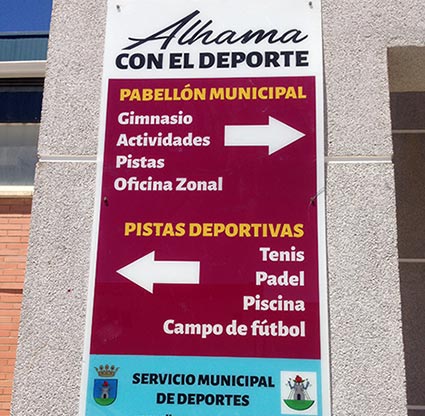 Alhama
CON EL DEPORTE
PABELLÓN MUNICIPAL
Gimnasio
Actividades
Pistas
Oficina Zonal
PISTAS DEPORTIVAS
Tenis
Padel
Piscina
Campo de fútbol
SERVICIO MUNICIPAL
DE DEPORTES